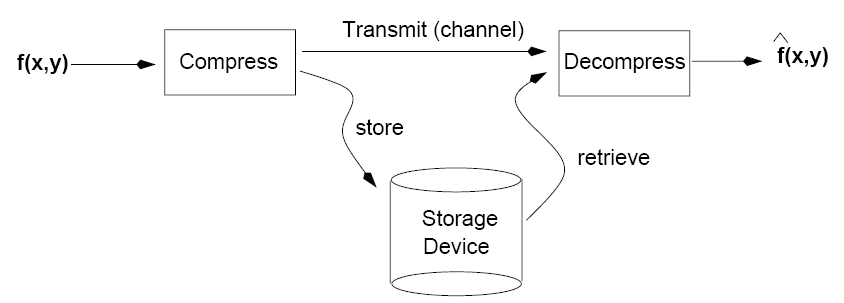 Transmit (channel)
f(x,y)
Compress
Decompress
f̂(x,y)
store
retrieve
Storage
Device